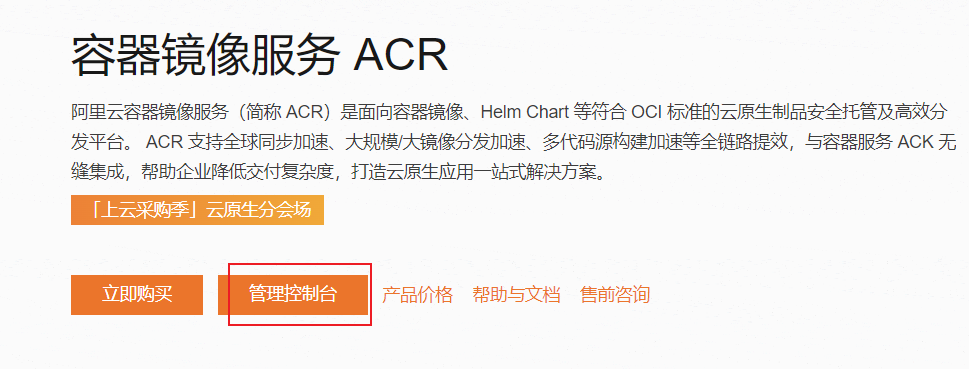 容器镜像服务 ACR
阿里云容器镜像服务（简称 ACR）是面向容器镜像、Helm Chart 等符合 OCI 标准的云原生制品安全托管及高效分
发平台。 ACR 支持全球同步加速、大规模/大镜像分发加速、多代码源构建加速等全链路提效，与容器服务 ACK 无
缝集成，帮助企业降低交付复杂度，打造云原生应用一站式解决方案。
「上云采购季」云原生分会场
立即购买 管理控制台 产品价格 帮助与文档 售前咨询